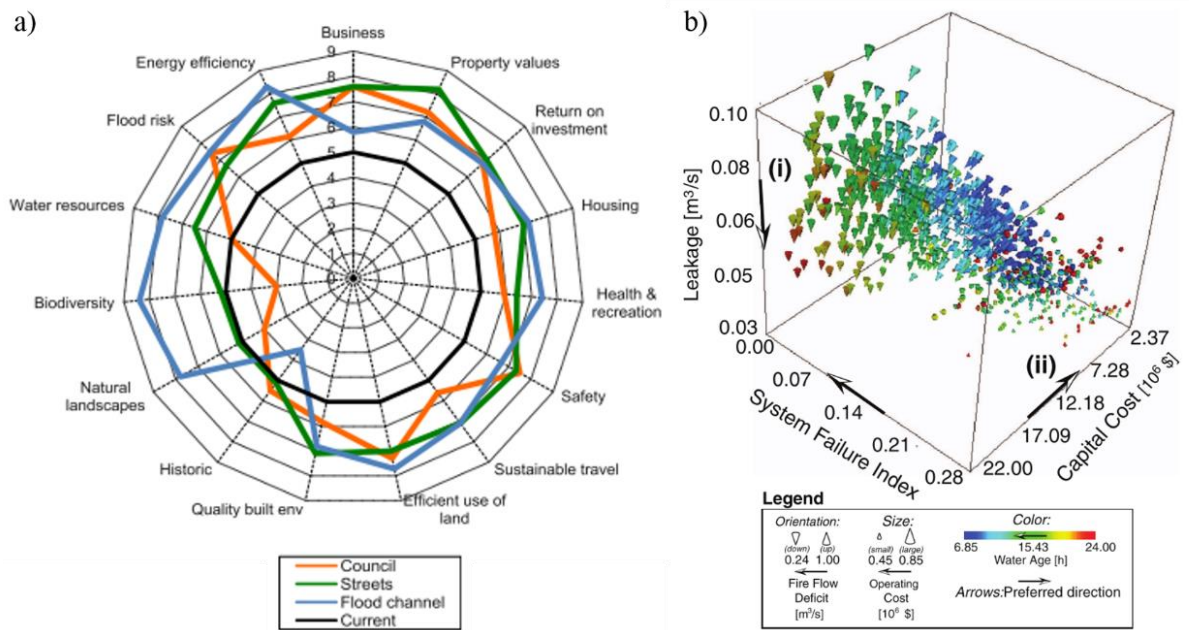 a)
Business
Property values
Return on
investment
Housing
Health &
recreation
Safety
Sustainable travel
Efficient use of
land
Quality built env
Historic
Natural
landscapes
Biodiversity
Water resources
Flood risk
Energy efficiency
9
8
7
6
5
4
3
2
1
0
Council
Streets
Flood channel
Current
b)
Leakage [m³/s]
0.10
0.08
0.06
0.05
0.03
(i)
0.00
0.07
0.14
0.21
0.28
System Failure Index
(ii)
2.37
7.28
12.18
17.09
22.00
Capital Cost [10⁶ $]
Legend
Orientation:
(down) (up)
0.24 1.00
Fire Flow
Deficit
[m³/s]
Size:
(small) (large)
0.45 0.85
Operating
Cost
[10⁶ $]
Color:
6.85 15.43 24.00
Water Age [h]
Arrows:Preferred direction